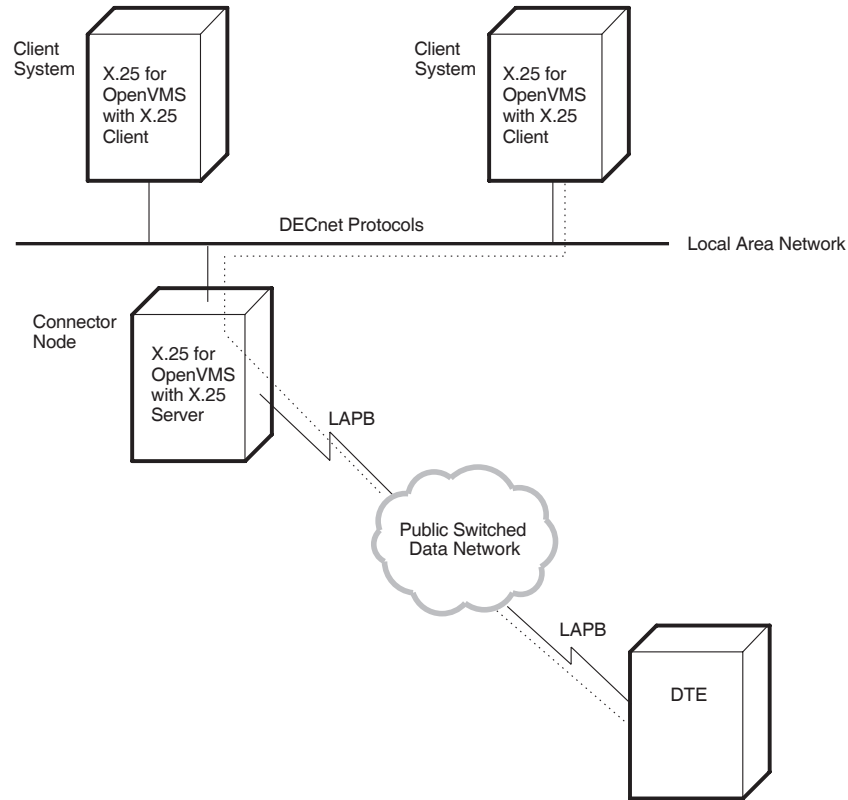 Client
System
X.25 for
OpenVMS
with X.25
Client
Client
System
X.25 for
OpenVMS
with X.25
Client
DECnet Protocols
Local Area Network
Connector
Node
X.25 for
OpenVMS
with X.25
Server
LAPB
Public Switched
Data Network
LAPB
DTE